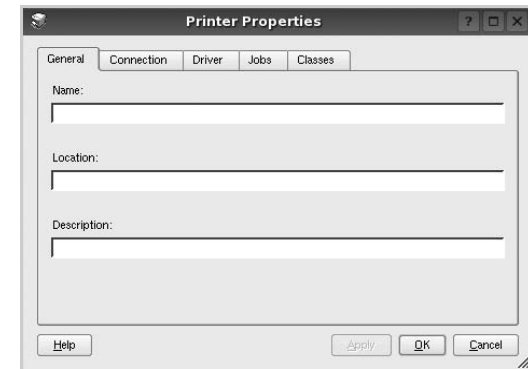 Printer Properties
General Connection Driver Jobs Classes
Name:
Location:
Description:
Help Apply OK Cancel